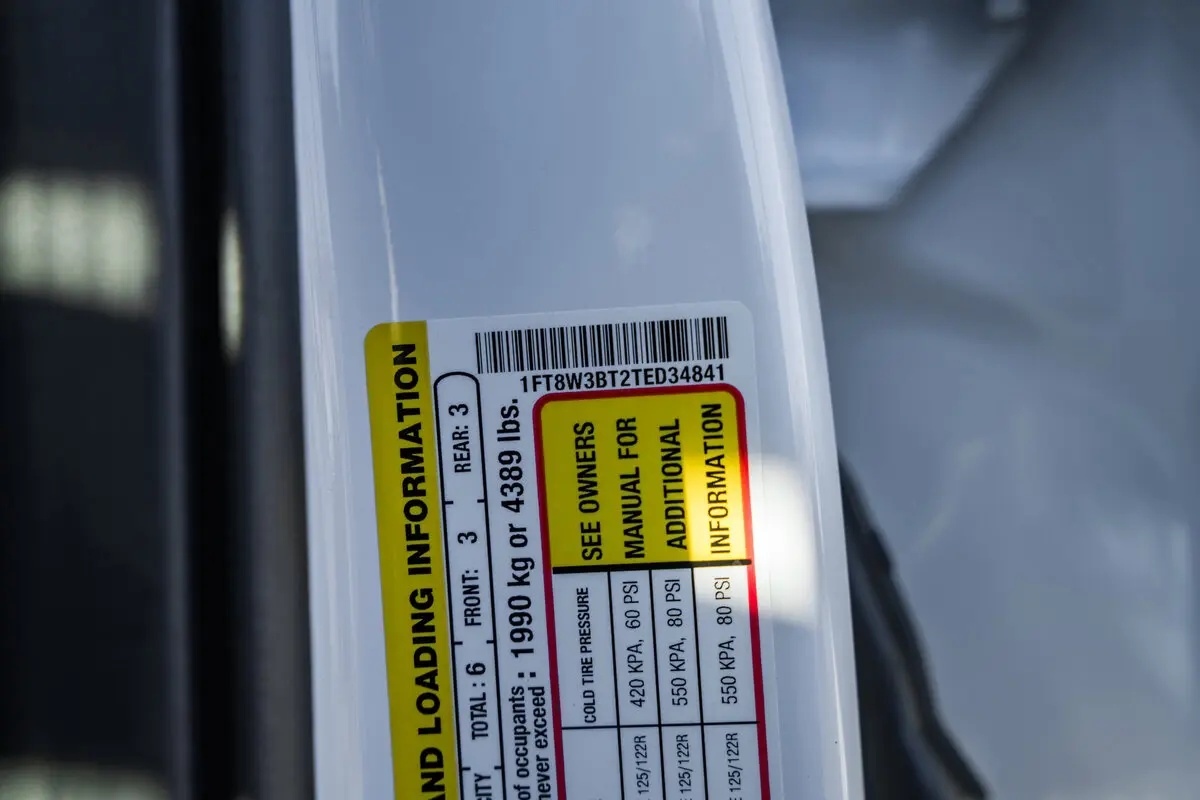 1FT8W3BT2TED34841
AND LOADING INFORMATION
CITY TOTAL : 6 FRONT: 3 REAR: 3
of occupants
never exceed : 1990 kg or 4389 lbs.
SEE OWNERS
MANUAL FOR
ADDITIONAL
INFORMATION
COLD TIRE PRESSURE
125/122R 420 KPA, 60 PSI
E 125/122R 550 KPA, 80 PSI
E 125/122R 550 KPA, 80 PSI